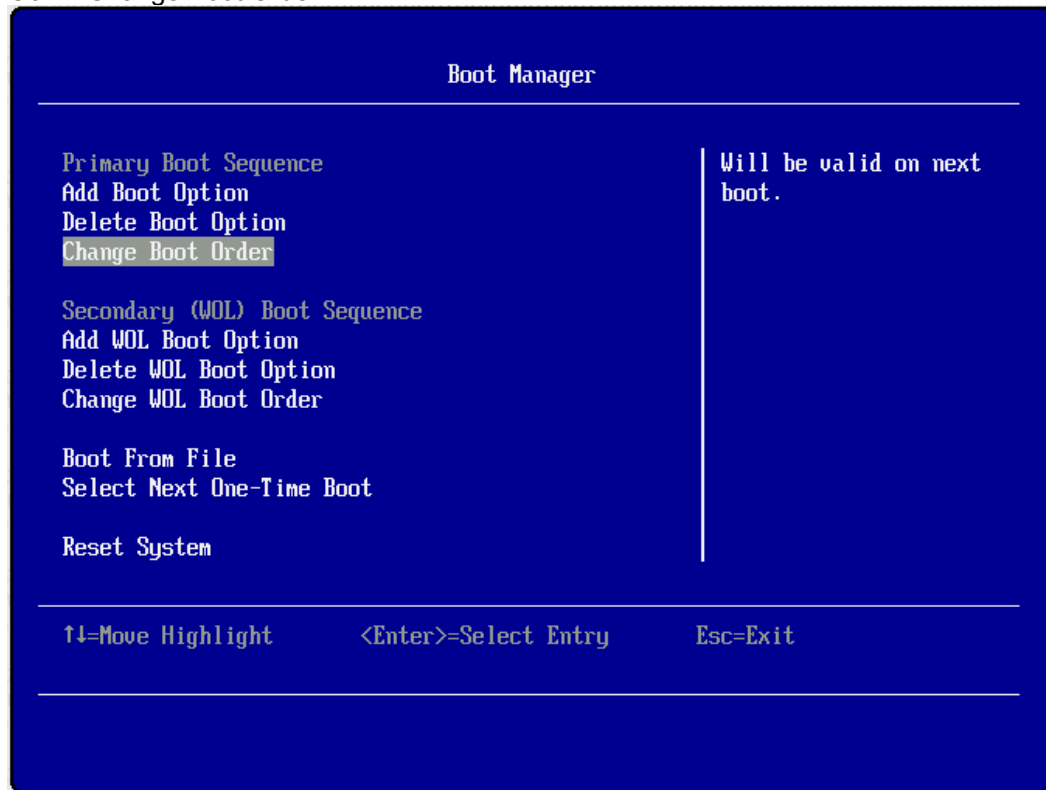 Boot Manager
Primary Boot Sequence
Add Boot Option
Delete Boot Option
Change Boot Order
Secondary (WOL) Boot Sequence
Add WOL Boot Option
Delete WOL Boot Option
Change WOL Boot Order
Boot From File
Select Next One-Time Boot
Reset System
Will be valid on next
boot.
↑↓=Move Highlight <Enter>=Select Entry Esc=Exit